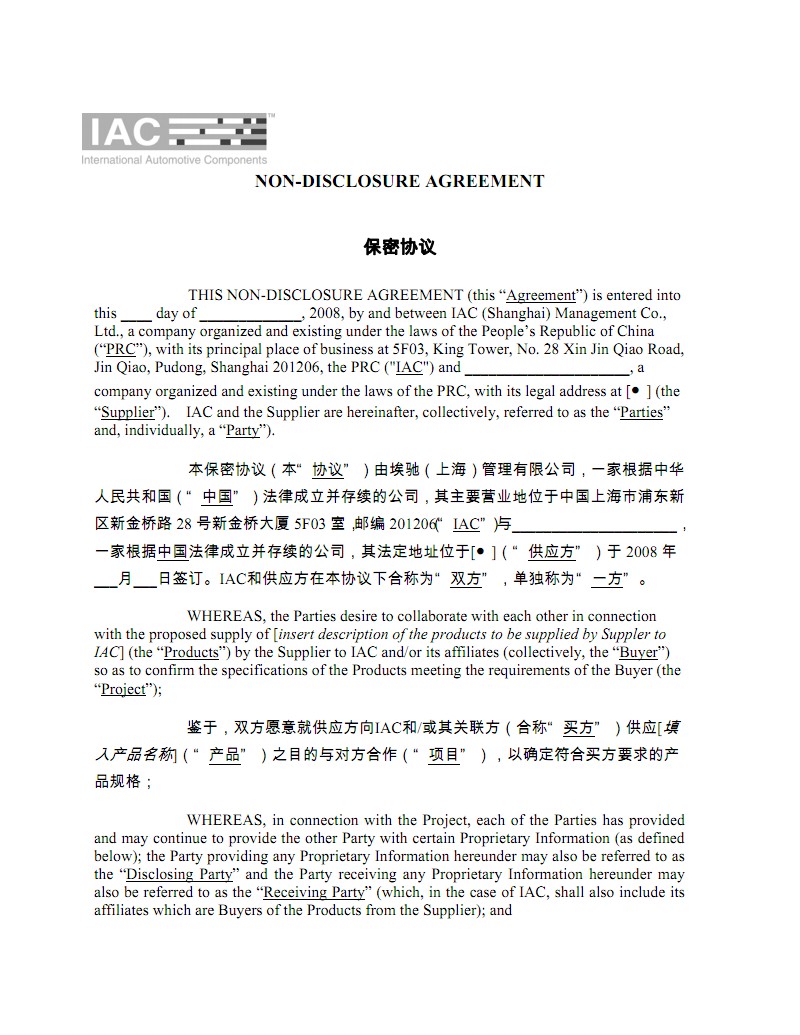 IAC
TM
International Automotive Components
NON-DISCLOSURE AGREEMENT
保密协议
THIS NON-DISCLOSURE AGREEMENT (this “Agreement”) is entered into
this ____ day of _____________, 2008, by and between IAC (Shanghai) Management Co.,
Ltd., a company organized and existing under the laws of the People’s Republic of China
(“PRC”), with its principal place of business at 5F03, King Tower, No. 28 Xin Jin Qiao Road,
Jin Qiao, Pudong, Shanghai 201206, the PRC ("IAC") and _____________________, a
company organized and existing under the laws of the PRC, with its legal address at [● ] (the
“Supplier”). IAC and the Supplier are hereinafter, collectively, referred to as the “Parties”
and, individually, a “Party”).
本保密协议（本“ 协议” ）由埃驰（上海）管理有限公司，一家根据中华
人民共和国（“ 中国” ）法律成立并存续的公司，其主要营业地位于中国上海市浦东新
区新金桥路 28 号新金桥大厦 5F03 室 ,邮编 201206(“ IAC” )与_____________________，
一家根据中国法律成立并存续的公司，其法定地址位于[● ]（“ 供应方” ）于 2008 年
___月___日签订。IAC和供应方在本协议下合称为“ 双方” ，单独称为“ 一方” 。
WHEREAS, the Parties desire to collaborate with each other in connection
with the proposed supply of [insert description of the products to be supplied by Suppler to
IAC] (the “Products”) by the Supplier to IAC and/or its affiliates (collectively, the “Buyer”)
so as to confirm the specifications of the Products meeting the requirements of the Buyer (the
“Project”);
鉴于，双方愿意就供应方向IAC和/或其关联方（合称“ 买方” ）供应[填
入产品名称]（“ 产品” ）之目的与对方合作（“ 项目” ），以确定符合买方要求的产
品规格；
WHEREAS, in connection with the Project, each of the Parties has provided
and may continue to provide the other Party with certain Proprietary Information (as defined
below); the Party providing any Proprietary Information hereunder may also be referred to as
the “Disclosing Party” and the Party receiving any Proprietary Information hereunder may
also be referred to as the “Receiving Party” (which, in the case of IAC, shall also include its
affiliates which are Buyers of the Products from the Supplier); and